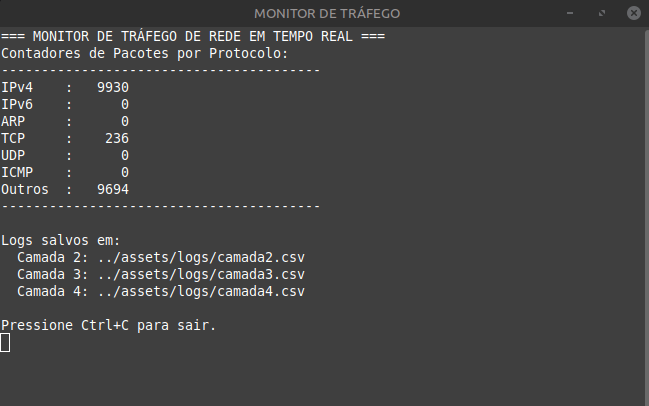 MONITOR DE TRÁFEGO
=== MONITOR DE TRÁFEGO DE REDE EM TEMPO REAL ===
Contadores de Pacotes por Protocolo:
----------------------------------------
IPv4    :   9930
IPv6    :      0
ARP     :      0
TCP     :    236
UDP     :      0
ICMP    :      0
Outros  :   9694
----------------------------------------
Logs salvos em:
  Camada 2: ../assets/logs/camada2.csv
  Camada 3: ../assets/logs/camada3.csv
  Camada 4: ../assets/logs/camada4.csv
Pressione Ctrl+C para sair.